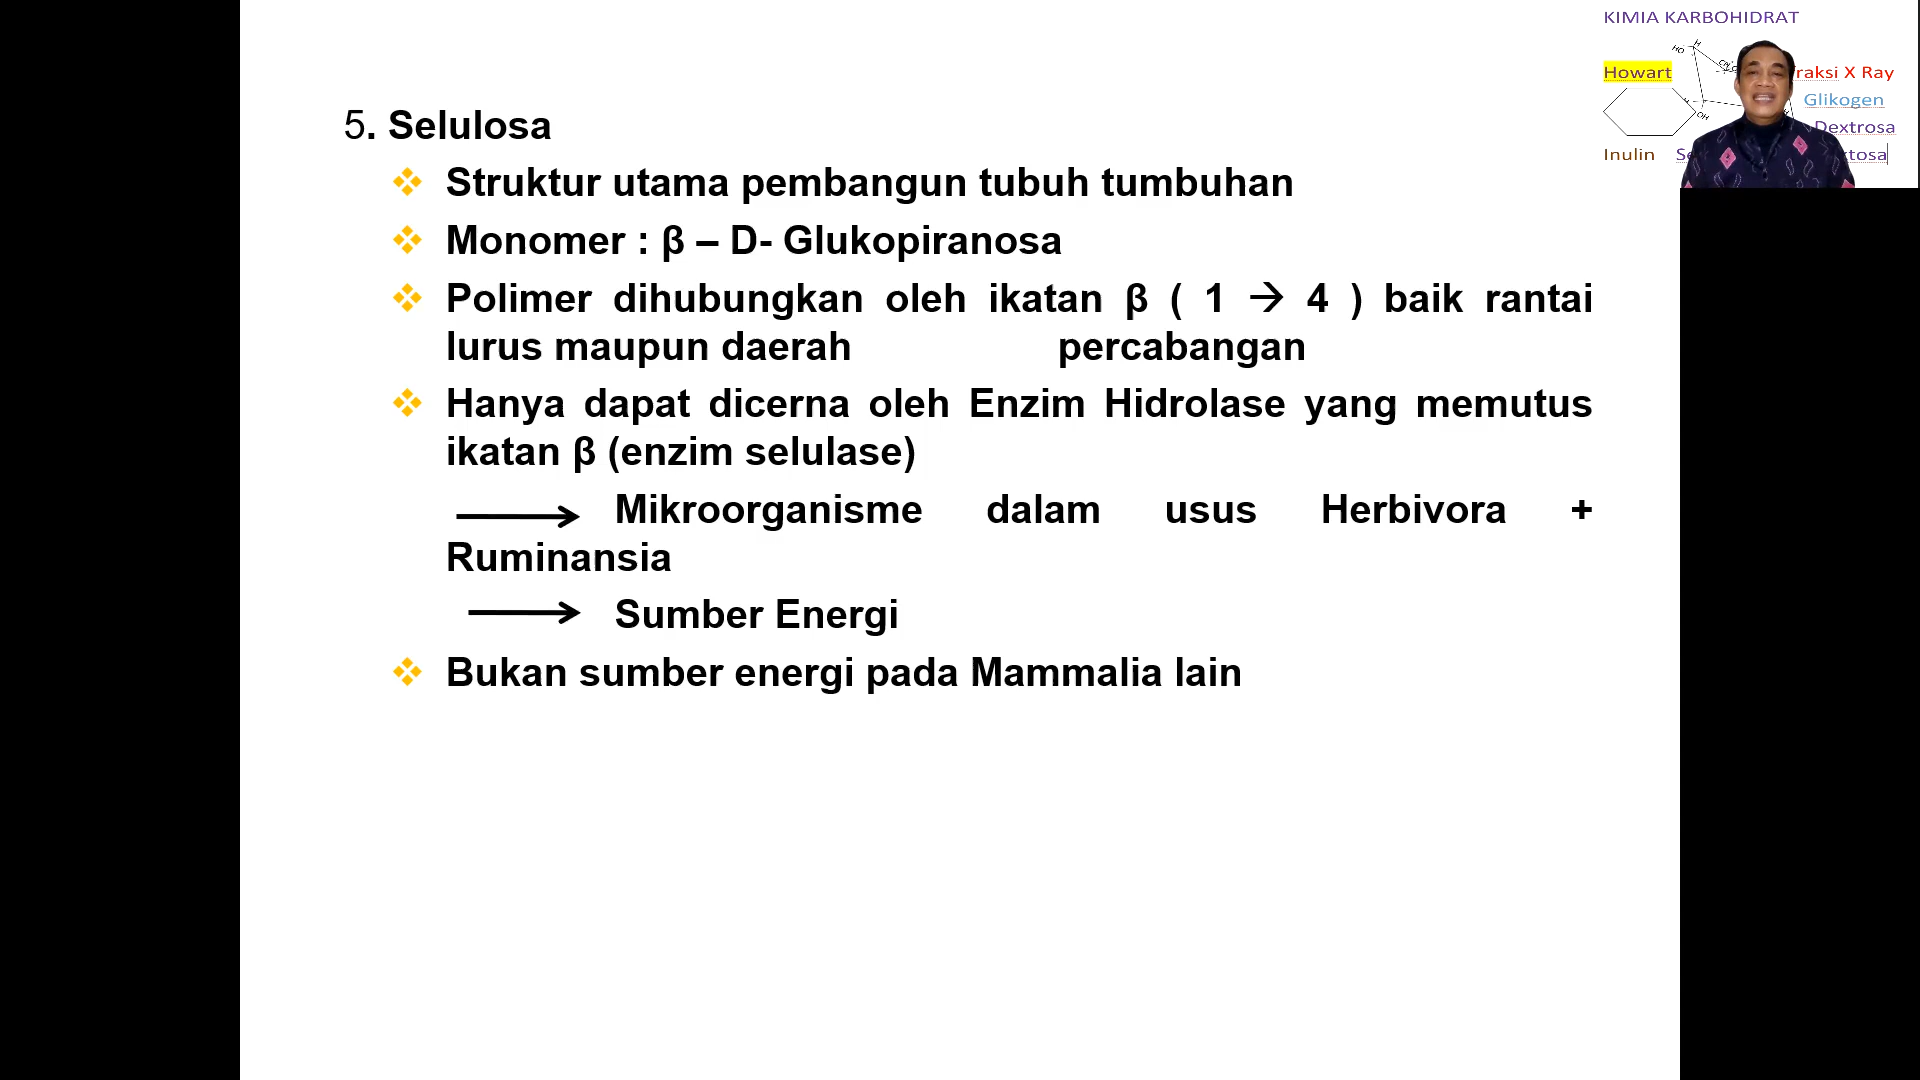 KIMIA KARBOHIDRAT
Howart
raksi X Ray
Glikogen
Dextrosa
Inulin
5. Selulosa
Struktur utama pembangun tubuh tumbuhan
Monomer : β – D- Glukopiranosa
Polimer dihubungkan oleh ikatan β ( 1 → 4 ) baik rantai
lurus maupun daerah percabangan
Hanya dapat dicerna oleh Enzim Hidrolase yang memutus
ikatan β (enzim selulase)
Mikroorganisme dalam usus Herbivora +
Ruminansia
Sumber Energi
Bukan sumber energi pada Mammalia lain